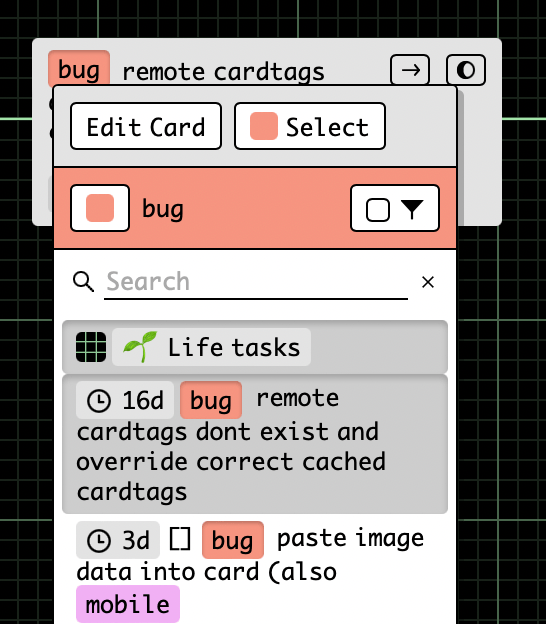 bug remote cardtags
Edit Card Select
bug
Search
Life tasks
16d bug remote
cardtags dont exist and
override correct cached
cardtags
3d [] bug paste image
data into card (also
mobile